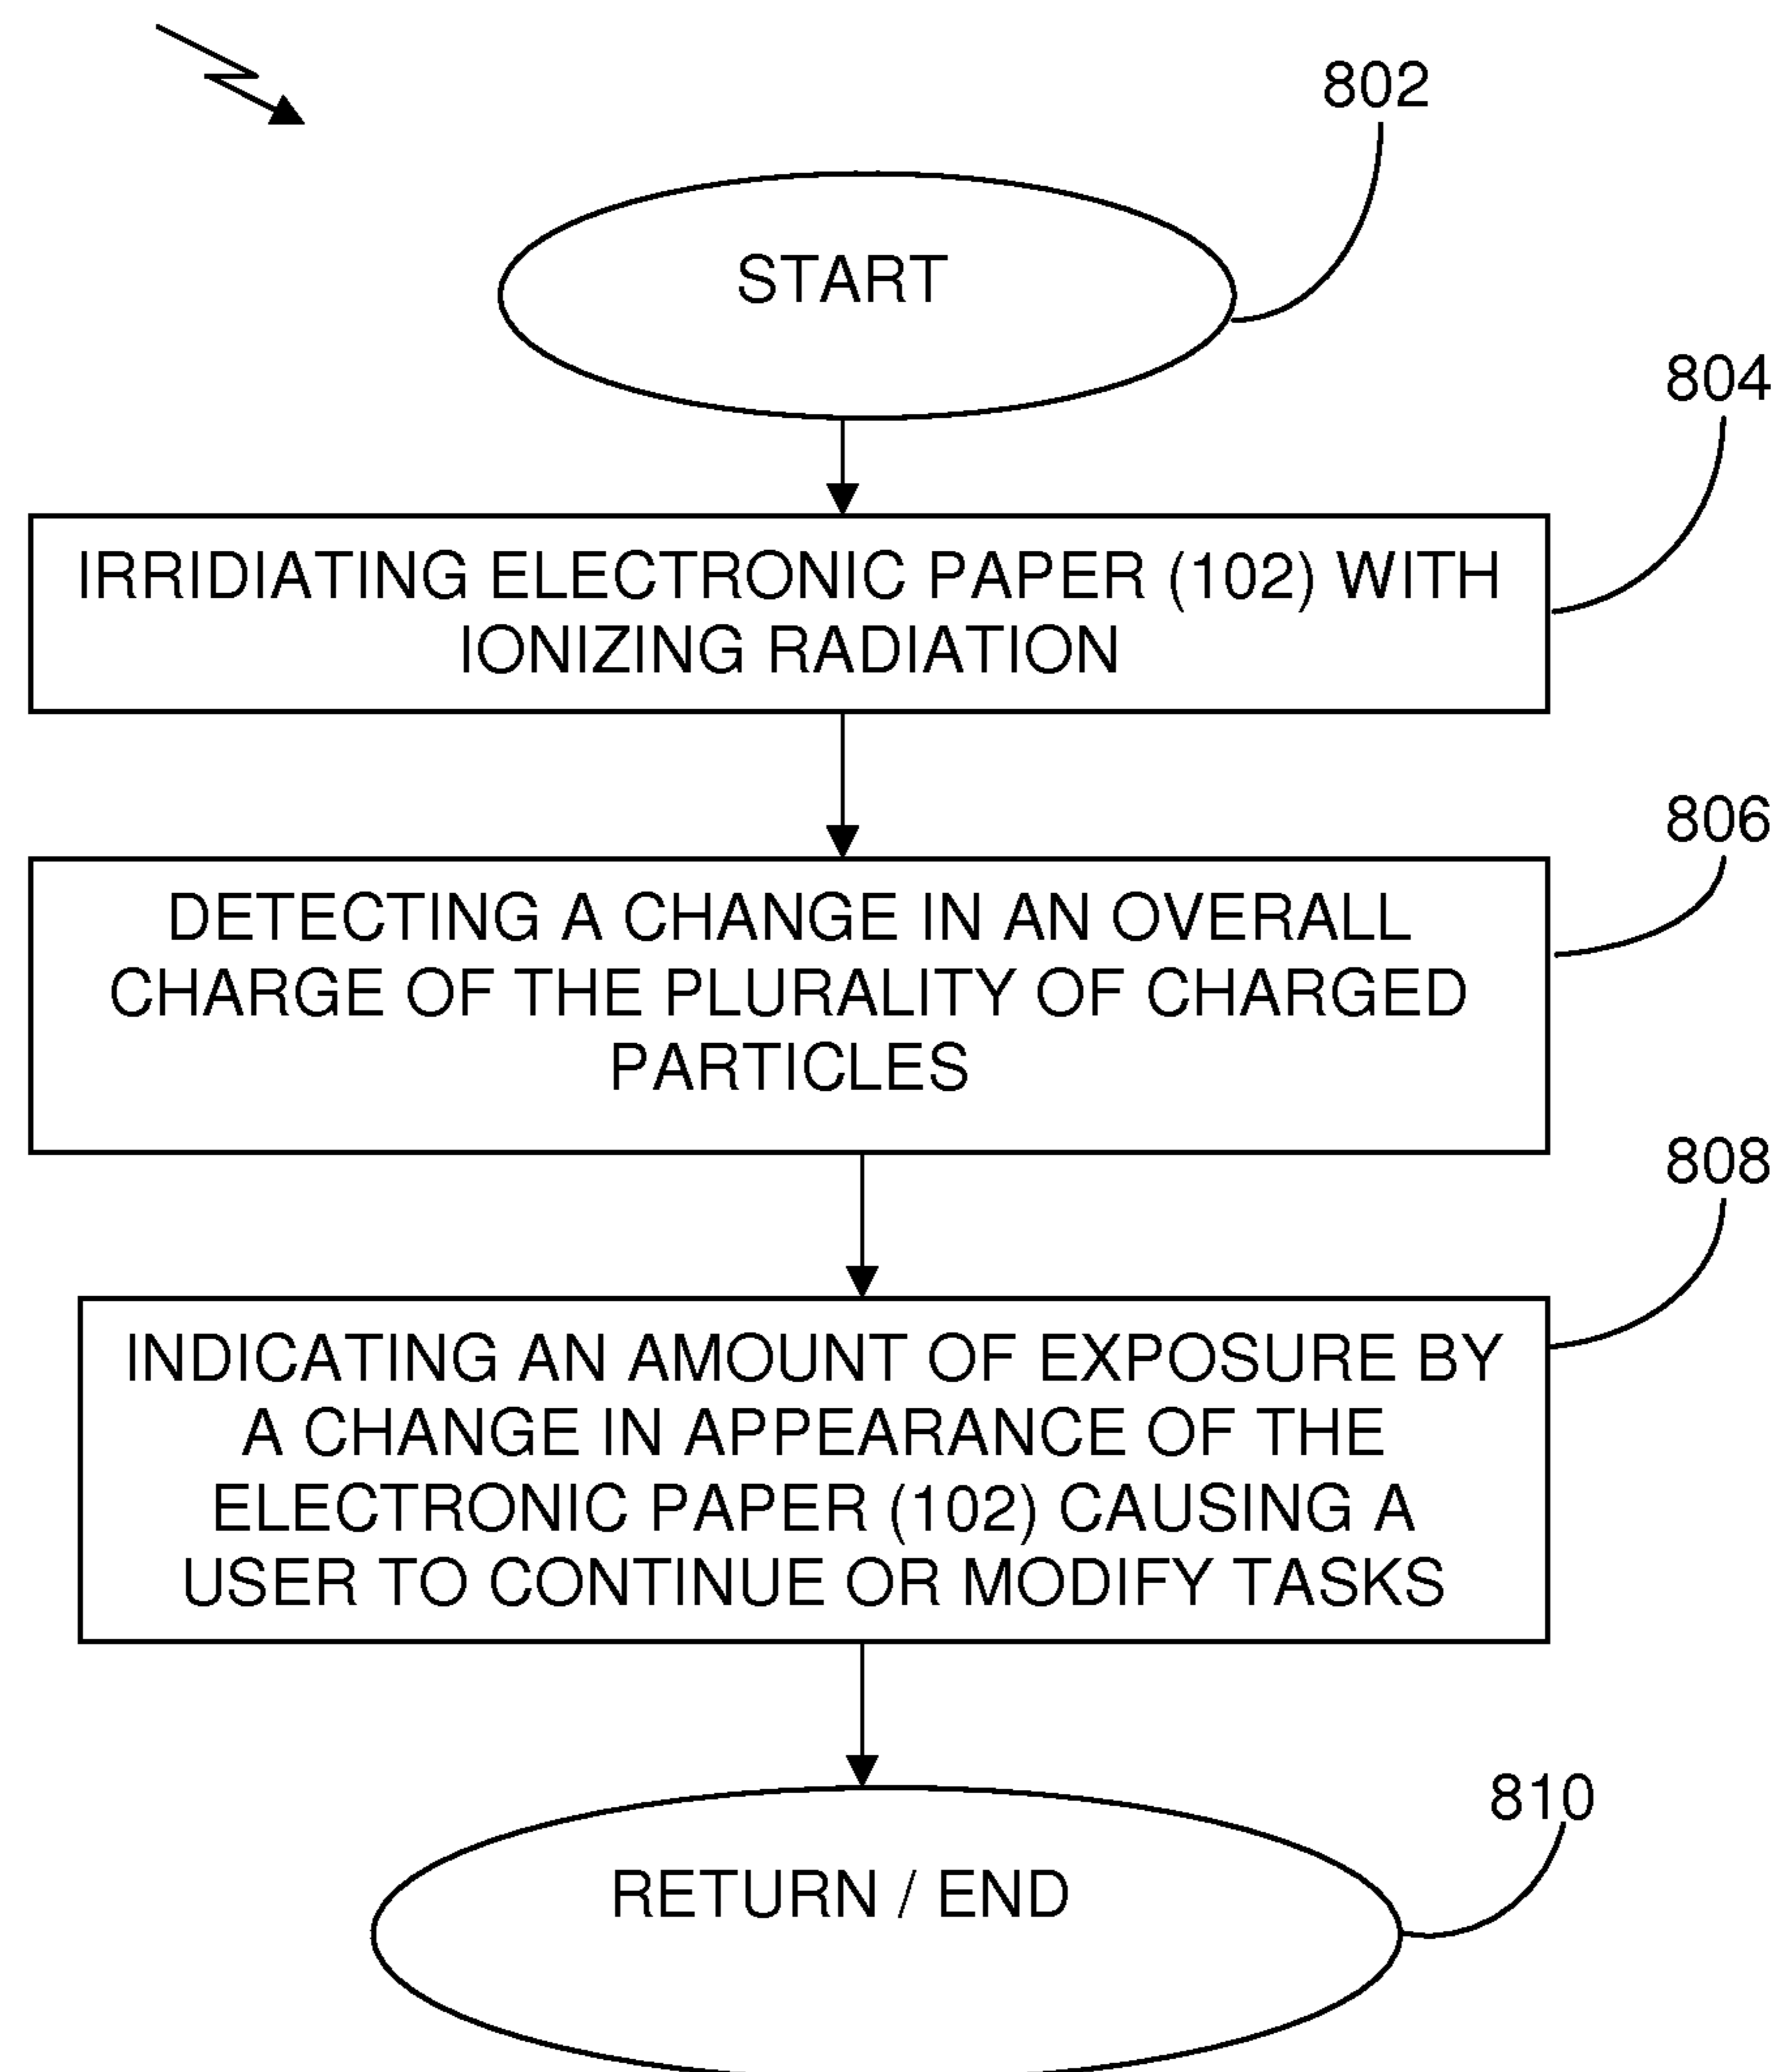 802
START
804
IRRIDIATING ELECTRONIC PAPER (102) WITH
IONIZING RADIATION
806
DETECTING A CHANGE IN AN OVERALL
CHARGE OF THE PLURALITY OF CHARGED
PARTICLES
808
INDICATING AN AMOUNT OF EXPOSURE BY
A CHANGE IN APPEARANCE OF THE
ELECTRONIC PAPER (102) CAUSING A
USER TO CONTINUE OR MODIFY TASKS
810
RETURN / END